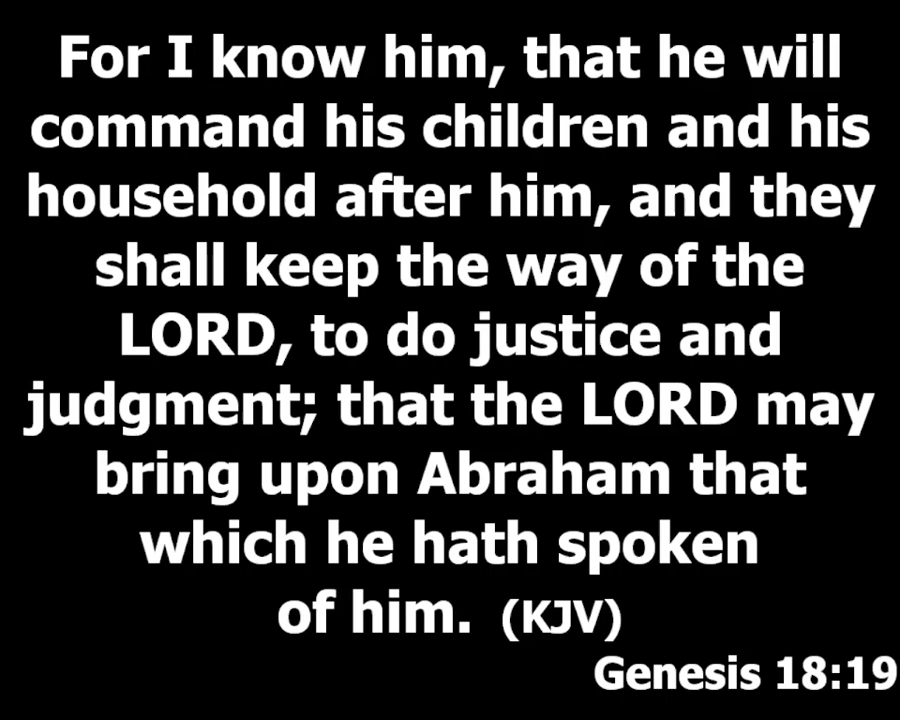 For I know him, that he will
command his children and his
household after him, and they
shall keep the way of the
LORD, to do justice and
judgment; that the LORD may
bring upon Abraham that
which he hath spoken
of him. (KJV)
Genesis 18:19